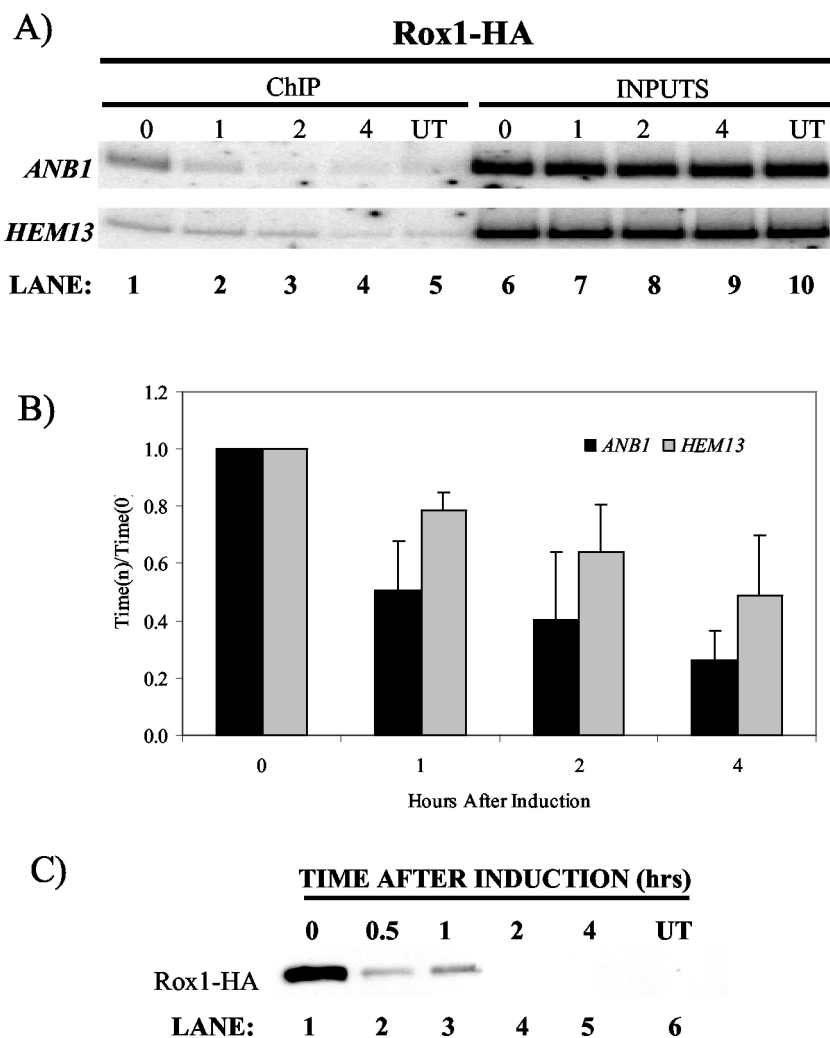 A)
Rox1-HA
ChIP INPUTS
0 1 2 4 UT 0 1 2 4 UT
ANB1
HEM13
LANE: 1 2 3 4 5 6 7 8 9 10
B)
1.2
1.0
0.8
0.6
0.4
0.2
0.0
Time(n)/Time(0)
ANB1 HEM13
0 1 2 4
Hours After Induction
C)
TIME AFTER INDUCTION (hrs)
0 0.5 1 2 4 UT
Rox1-HA
LANE: 1 2 3 4 5 6